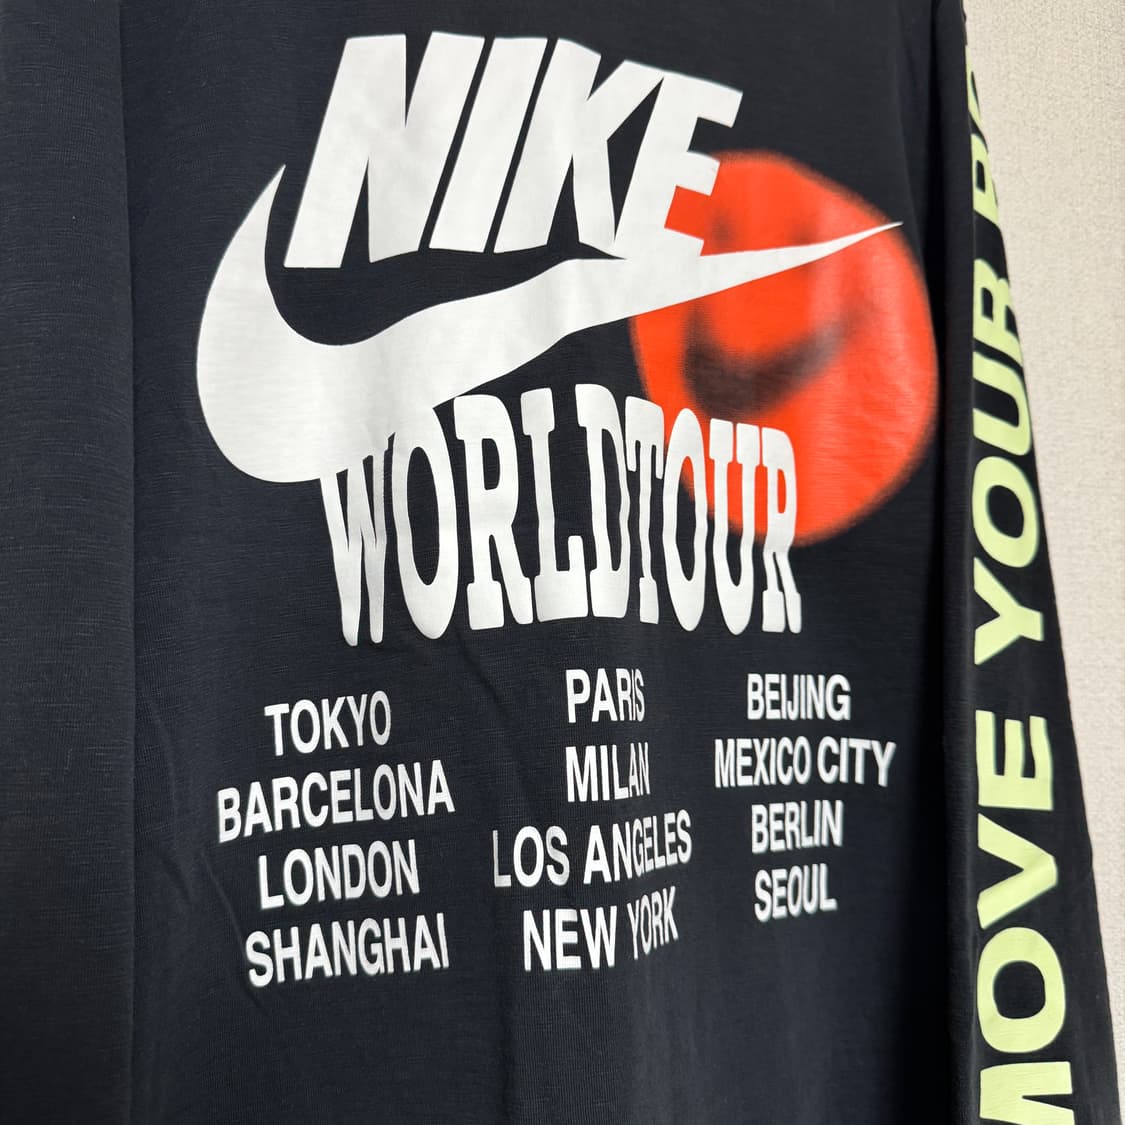 NIKE
WORLDTOUR
TOKYO
BARCELONA
LONDON
SHANGHAI
PARIS
MILAN
LOS ANGELES
NEW YORK
BEIJING
MEXICO CITY
BERLIN
SEOUL
MOVE YOUR